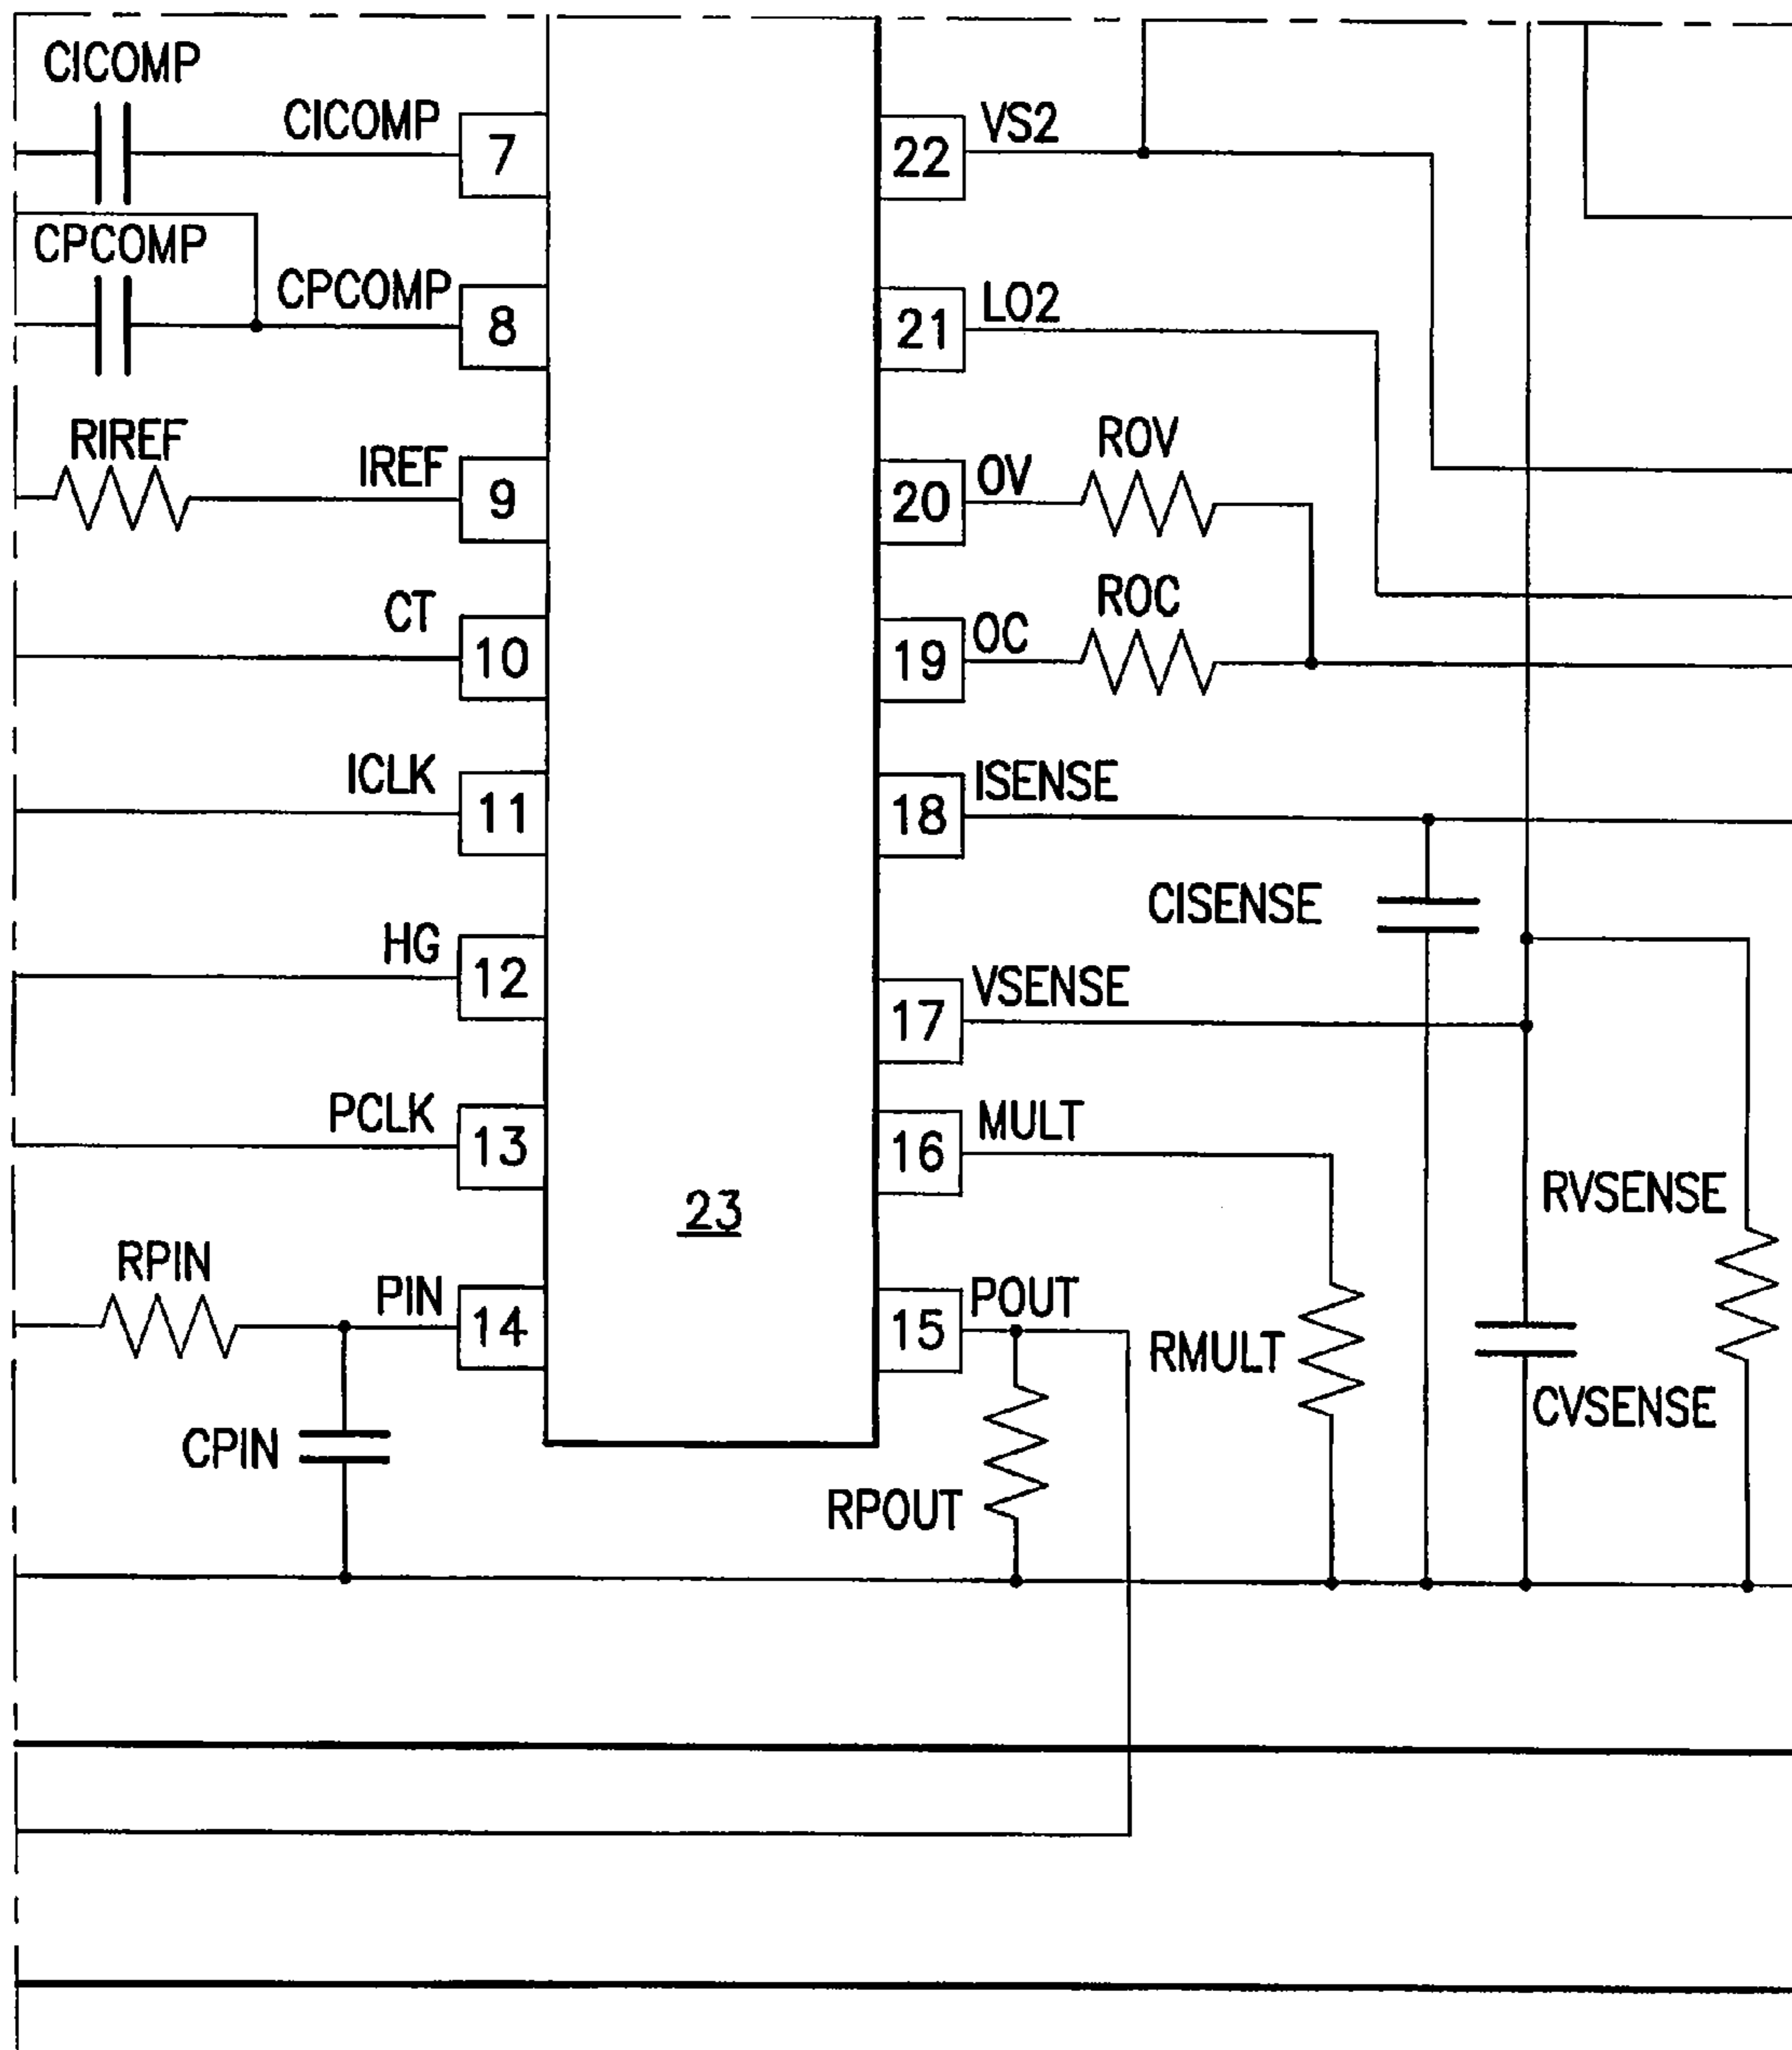 CICOMP
CICOMP
7
22
VS2
CPCOMP
CPCOMP
8
21
LO2
RIREF
IREF
9
20
OV
ROV
CT
10
19
OC
ROC
ICLK
11
18
ISENSE
CISENSE
HG
12
17
VSENSE
PCLK
13
16
MULT
23
RVSENSE
RPIN
PIN
14
15
POUT
RMULT
CVSENSE
CPIN
RPOUT